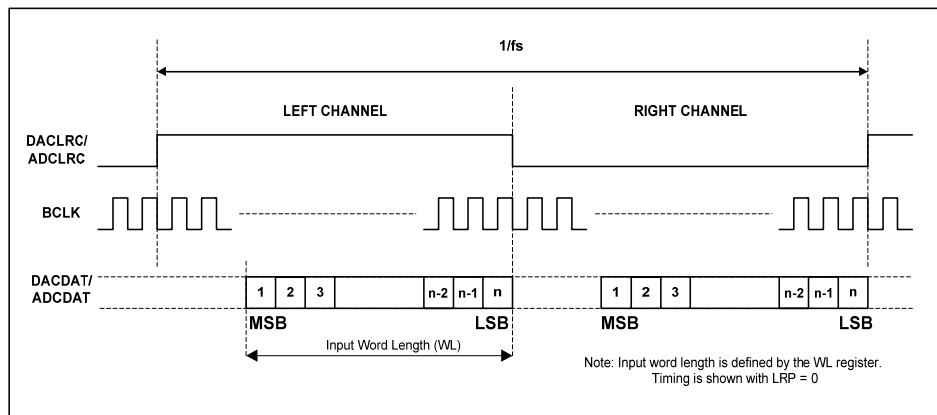 1/fs
LEFT CHANNEL
RIGHT CHANNEL
DACLRC/
ADCLRC
BCLK
DACDAT/
ADCDAT
1 2 3 n-2 n-1 n 1 2 3 n-2 n-1 n
MSB LSB MSB LSB
Input Word Length (WL)
Note: Input word length is defined by the WL register.
Timing is shown with LRP = 0